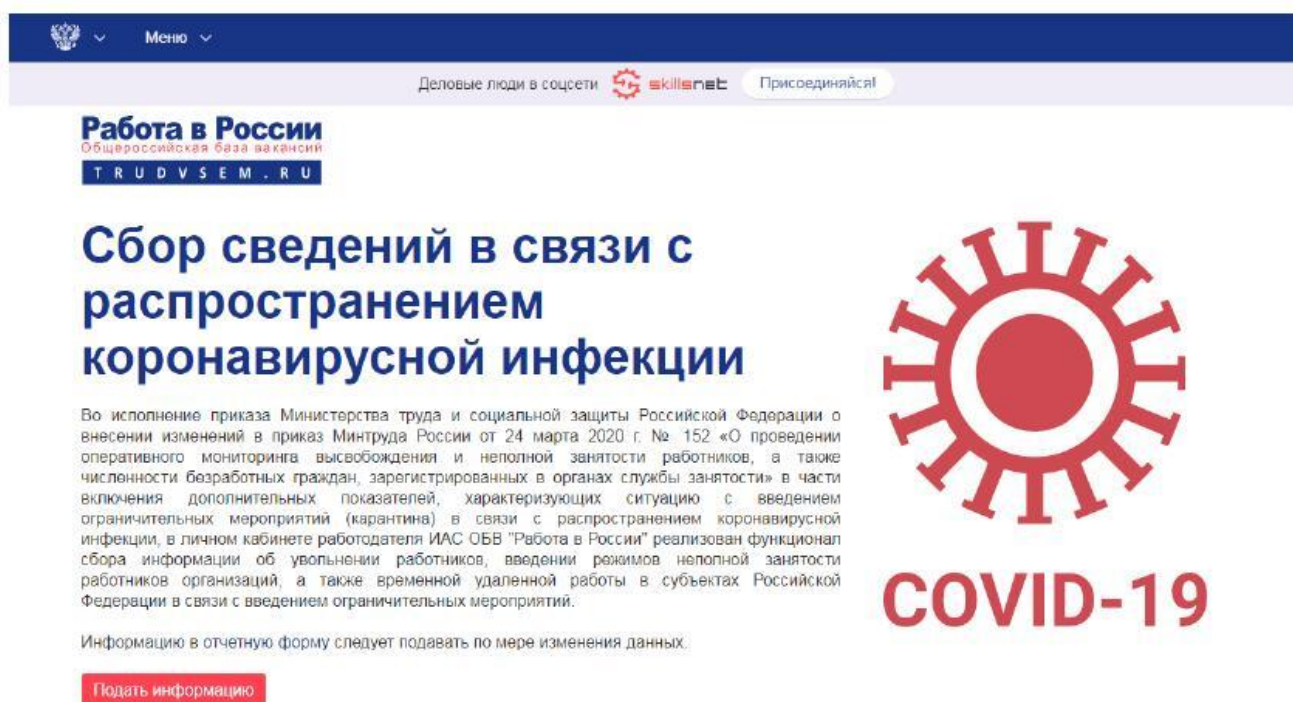 Меню
Деловые люди в соцсети skillsnet Присоединяйся!
Работа в России
Общероссийская база вакансий
TRUDVSEM.RU
Сбор сведений в связи с
распространением
коронавирусной инфекции
Во исполнение приказа Министерства труда и социальной защиты Российской Федерации о
внесении изменений в приказ Минтруда России от 24 марта 2020 г. № 152 «О проведении
оперативного мониторинга высвобождения и неполной занятости работников, а также
численности безработных граждан, зарегистрированных в органах службы занятости» в части
включения дополнительных показателей, характеризующих ситуацию с введением
ограничительных мероприятий (карантина) в связи с распространением коронавирусной
инфекции, в личном кабинете работодателя ИАС ОБВ "Работа в России" реализован функционал
сбора информации об увольнении работников, введении режимов неполной занятости
работников организаций, а также временной удаленной работы в субъектах Российской
Федерации в связи с введением ограничительных мероприятий.
Информацию в отчетную форму следует подавать по мере изменения данных.
Подать информацию
COVID-19